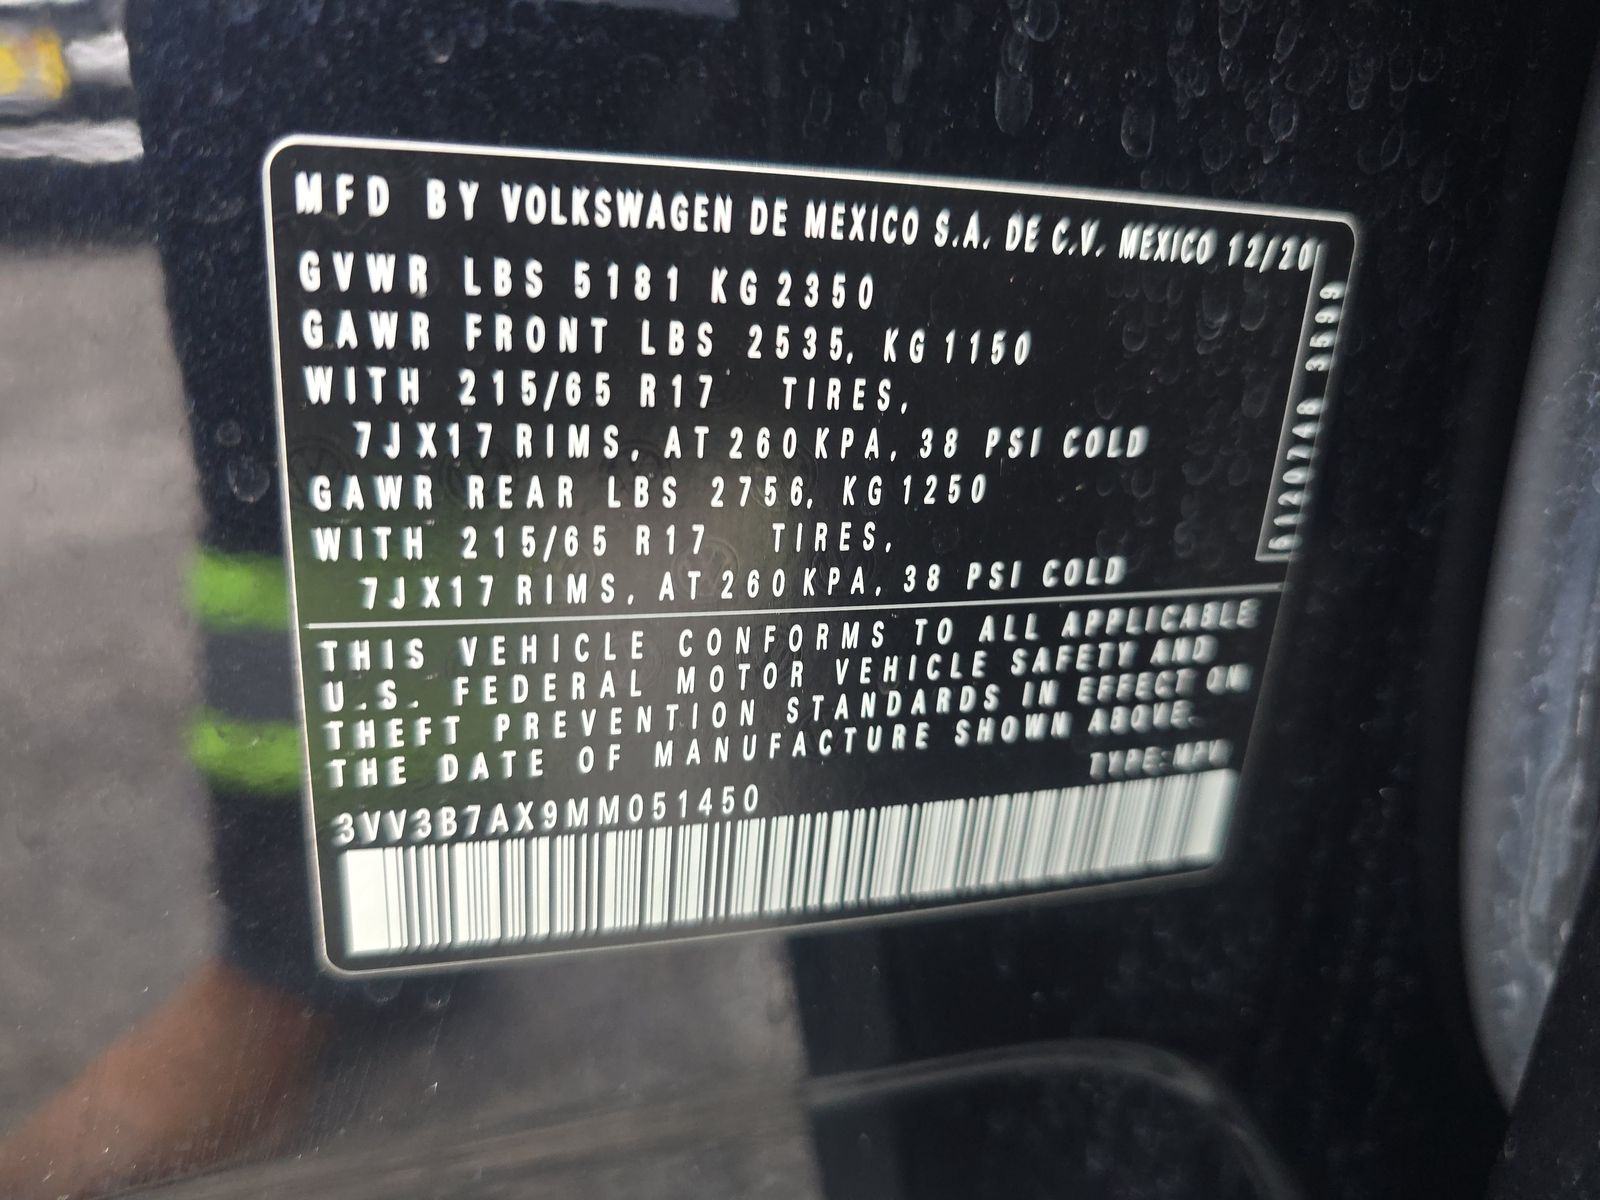 MFD BY VOLKSWAGEN DE MEXICO S.A. DE C.V. MEXICO 12/20
GVWR LBS 5181 KG 2350
GAWR FRONT LBS 2535, KG 1150
WITH 215/65 R17 TIRES,
7JX17 RIMS, AT 260 KPA, 38 PSI COLD
GAWR REAR LBS 2756, KG 1250
WITH 215/65 R17 TIRES,
7JX17 RIMS, AT 260 KPA, 38 PSI COLD
THIS VEHICLE CONFORMS TO ALL APPLICABLE
U.S. FEDERAL MOTOR VEHICLE SAFETY AND
THEFT PREVENTION STANDARDS IN EFFECT ON
THE DATE OF MANUFACTURE SHOWN ABOVE.
TYPE: MPV
3VV3B7AX9MM051450
3599